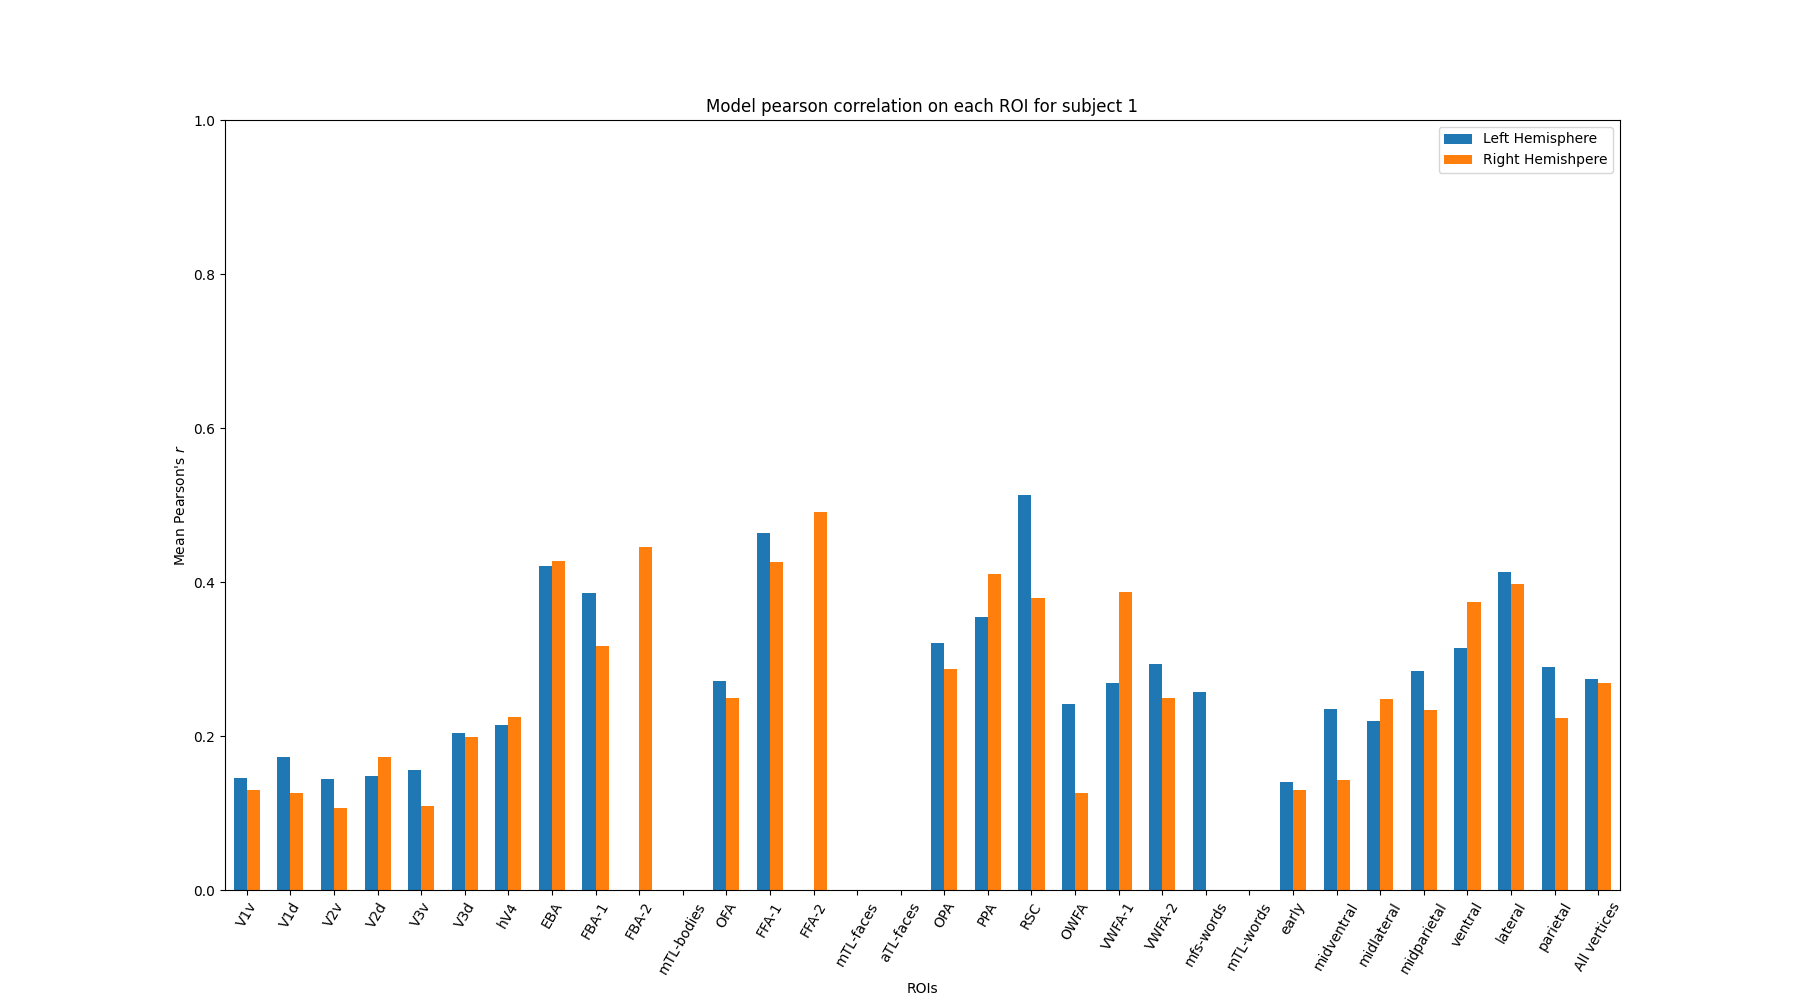 Model pearson correlation on each ROI for subject 1
Left Hemisphere
Right Hemishpere
Mean Pearson's r
1.0
0.8
0.6
0.4
0.2
0.0
V1v
V1d
V2v
V2d
V3v
V3d
hV4
EBA
FBA-1
FBA-2
mTL-bodies
OFA
FFA-1
FFA-2
mTL-faces
aTL-faces
OPA
PPA
RSC
OWFA
VWFA-1
VWFA-2
mfs-words
mTL-words
early
midventral
midlateral
midparietal
ventral
lateral
parietal
All vertices
ROIs